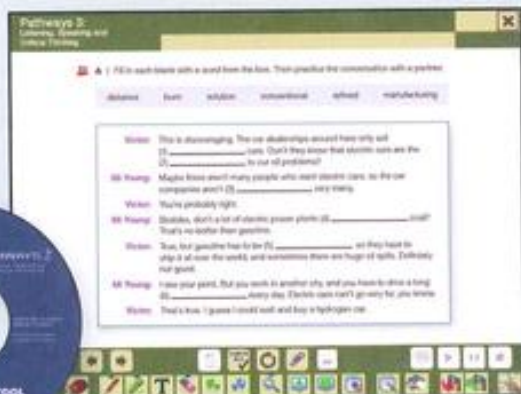 Pathways 3:
Listening, Speaking and
Critical Thinking
A | Fill in each blank with a word from the box. Then practice the conversation with a partner.
distance burn solution conventional refined manufacturing
Victor: This is discouraging. The car dealerships around here only sell
(1) cars. Don't they know that electric cars are the
(2) to our oil problems?
Mi Young: Maybe there aren't many people who want electric cars, so the car
companies aren't (3) very many.
Victor: You're probably right.
Mi Young: Besides, don't a lot of electric power plants (4) coal?
That's no better than gasoline.
Victor: True, but gasoline has to be (5), so they have to
ship it all over the world, and sometimes there are huge oil spills. Definitely
not good.
Mi Young: I see your point. But you work in another city, and you have to drive a long
(6) every day. Electric cars can't go very far, you know.
Victor: That's true. I guess I could wait and buy a hydrogen car.
T